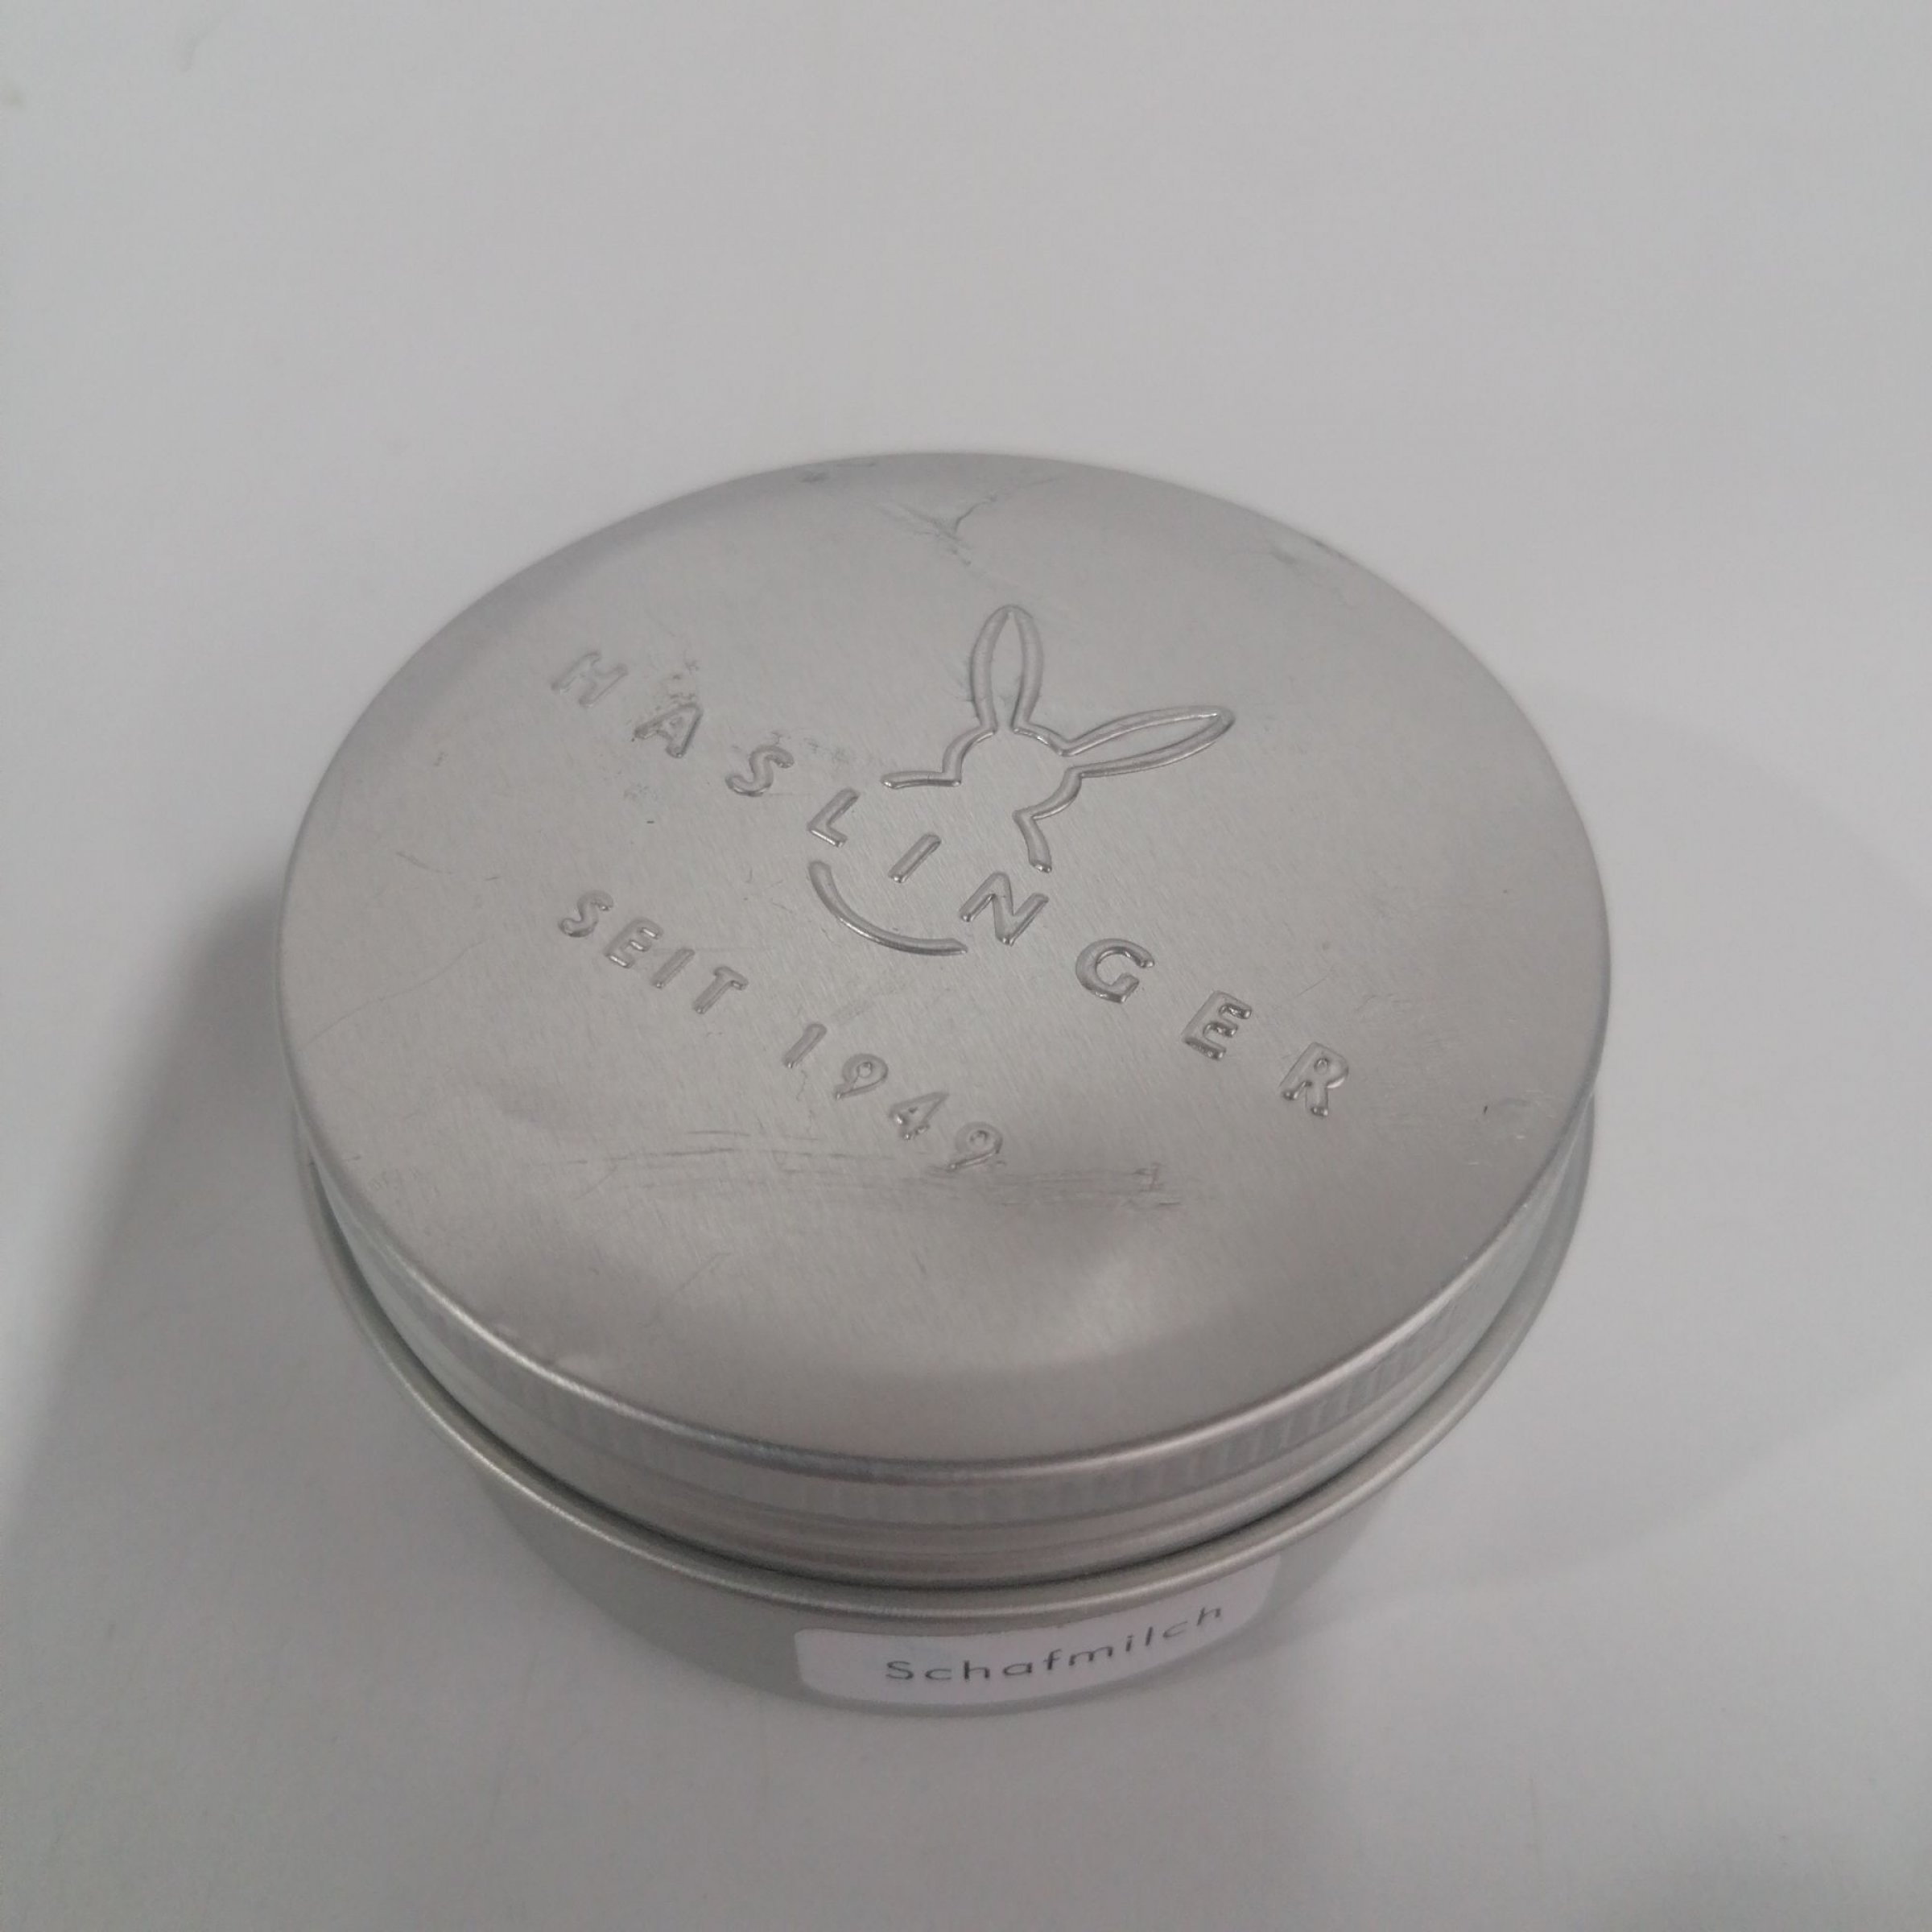 HASLINGER
SEIT 1949
Schafmilch